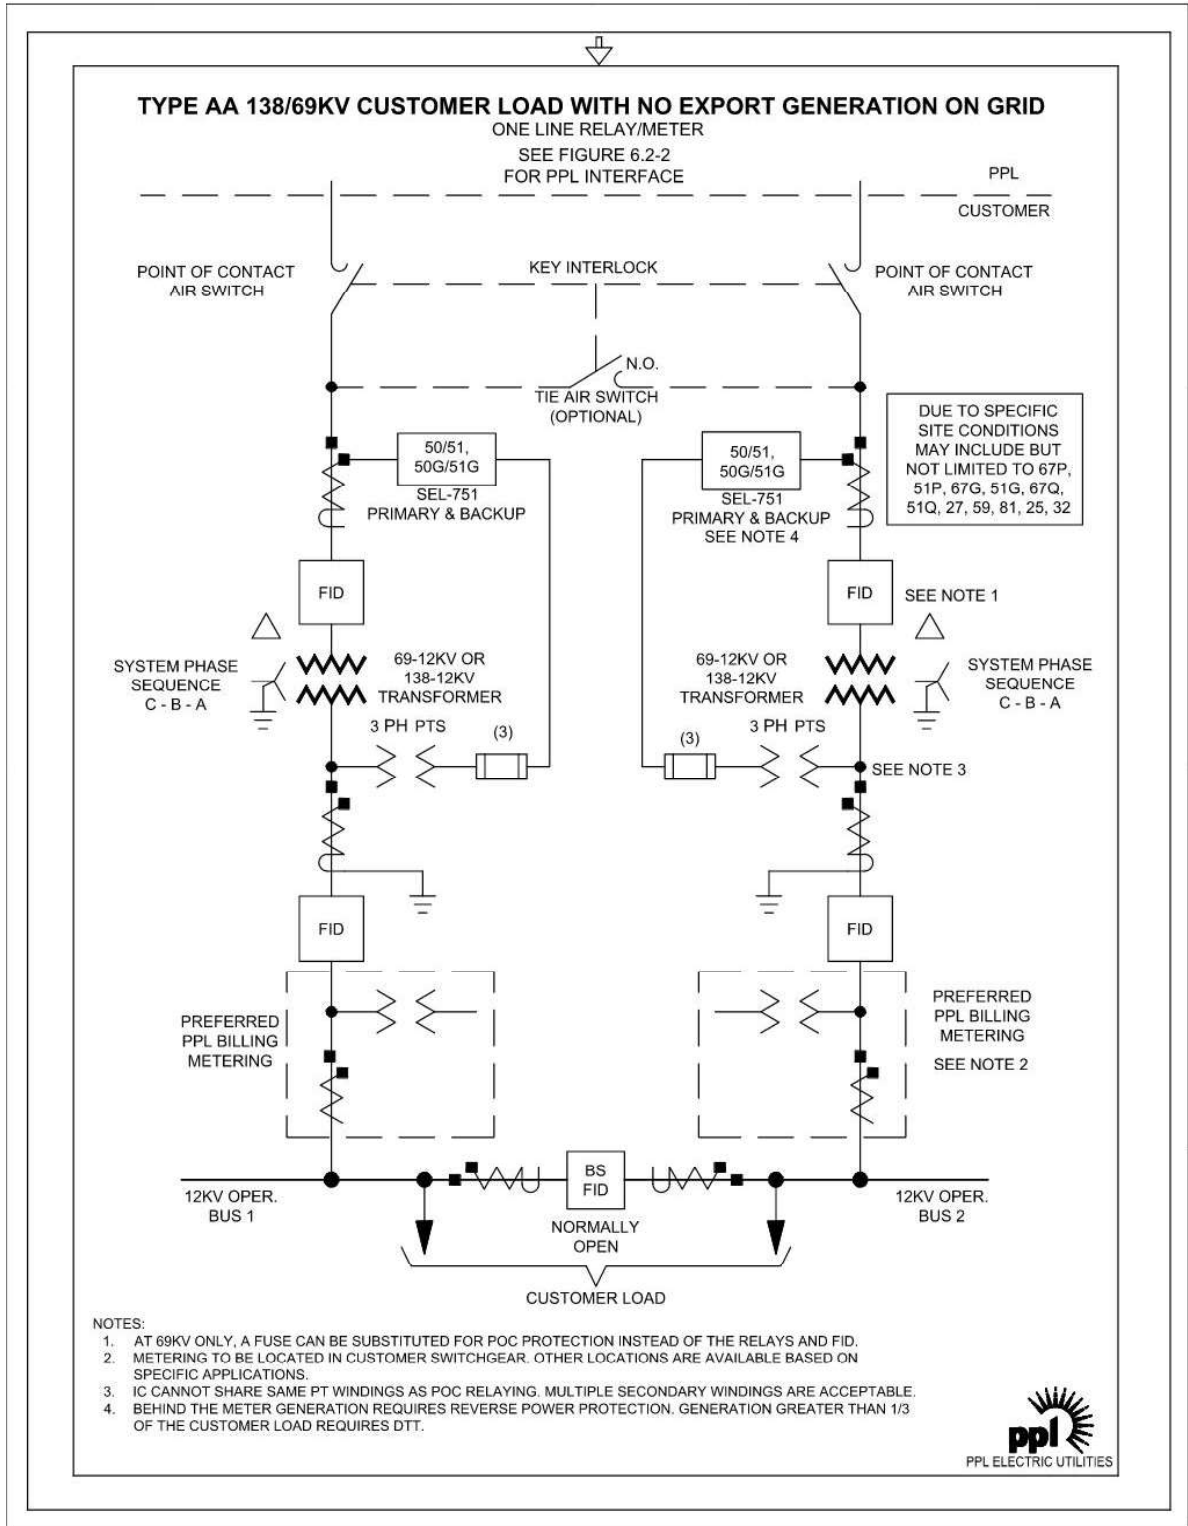 TYPE AA 138/69KV CUSTOMER LOAD WITH NO EXPORT GENERATION ON GRID
ONE LINE RELAY/METER
SEE FIGURE 6.2-2
FOR PPL INTERFACE
PPL
CUSTOMER
POINT OF CONTACT
AIR SWITCH
KEY INTERLOCK
POINT OF CONTACT
AIR SWITCH
N.O.
TIE AIR SWITCH
(OPTIONAL)
50/51,
50G/51G
SEL-751
PRIMARY & BACKUP
50/51,
50G/51G
SEL-751
PRIMARY & BACKUP
SEE NOTE 4
DUE TO SPECIFIC
SITE CONDITIONS
MAY INCLUDE BUT
NOT LIMITED TO 67P,
51P, 67G, 51G, 67Q,
51Q, 27, 59, 81, 25, 32
FID
FID
SEE NOTE 1
SYSTEM PHASE
SEQUENCE
C - B - A
69-12KV OR
138-12KV
TRANSFORMER
69-12KV OR
138-12KV
TRANSFORMER
SYSTEM PHASE
SEQUENCE
C - B - A
3 PH PTS
(3)
(3)
3 PH PTS
SEE NOTE 3
FID
FID
PREFERRED
PPL BILLING
METERING
PREFERRED
PPL BILLING
METERING
SEE NOTE 2
12KV OPER.
BUS 1
BS
FID
NORMALLY
OPEN
12KV OPER.
BUS 2
CUSTOMER LOAD
NOTES:
1. AT 69KV ONLY, A FUSE CAN BE SUBSTITUTED FOR POC PROTECTION INSTEAD OF THE RELAYS AND FID.
2. METERING TO BE LOCATED IN CUSTOMER SWITCHGEAR. OTHER LOCATIONS ARE AVAILABLE BASED ON
SPECIFIC APPLICATIONS.
3. IC CANNOT SHARE SAME PT WINDINGS AS POC RELAYING. MULTIPLE SECONDARY WINDINGS ARE ACCEPTABLE.
4. BEHIND THE METER GENERATION REQUIRES REVERSE POWER PROTECTION. GENERATION GREATER THAN 1/3
OF THE CUSTOMER LOAD REQUIRES DTT.
ppl
PPL ELECTRIC UTILITIES